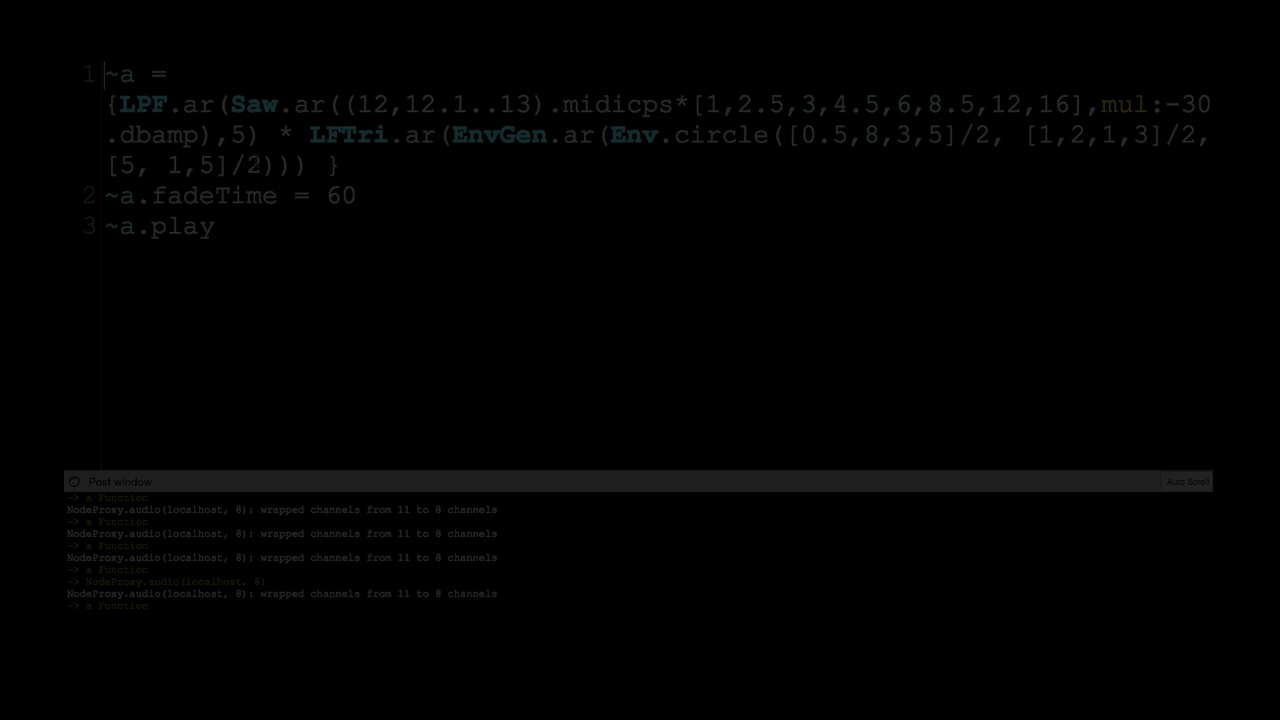 1 ~a =
{LPF.ar(Saw.ar((12,12.1..13).midicps*[1,2.5,3,4.5,6,8.5,12,16],mul:-30
.dbamp),5) * LFTri.ar(EnvGen.ar(Env.circle([0.5,8,3,5]/2, [1,2,1,3]/2,
[5, 1,5]/2))) }
2 ~a.fadeTime = 60
3 ~a.play
Post window Auto Scroll
-> a Function
NodeProxy.audio(localhost, 8): wrapped channels from 11 to 8 channels
-> a Function
NodeProxy.audio(localhost, 8): wrapped channels from 11 to 8 channels
-> a Function
NodeProxy.audio(localhost, 8): wrapped channels from 11 to 8 channels
-> a Function
-> NodeProxy.audio(localhost, 8)
NodeProxy.audio(localhost, 8): wrapped channels from 11 to 8 channels
-> a Function